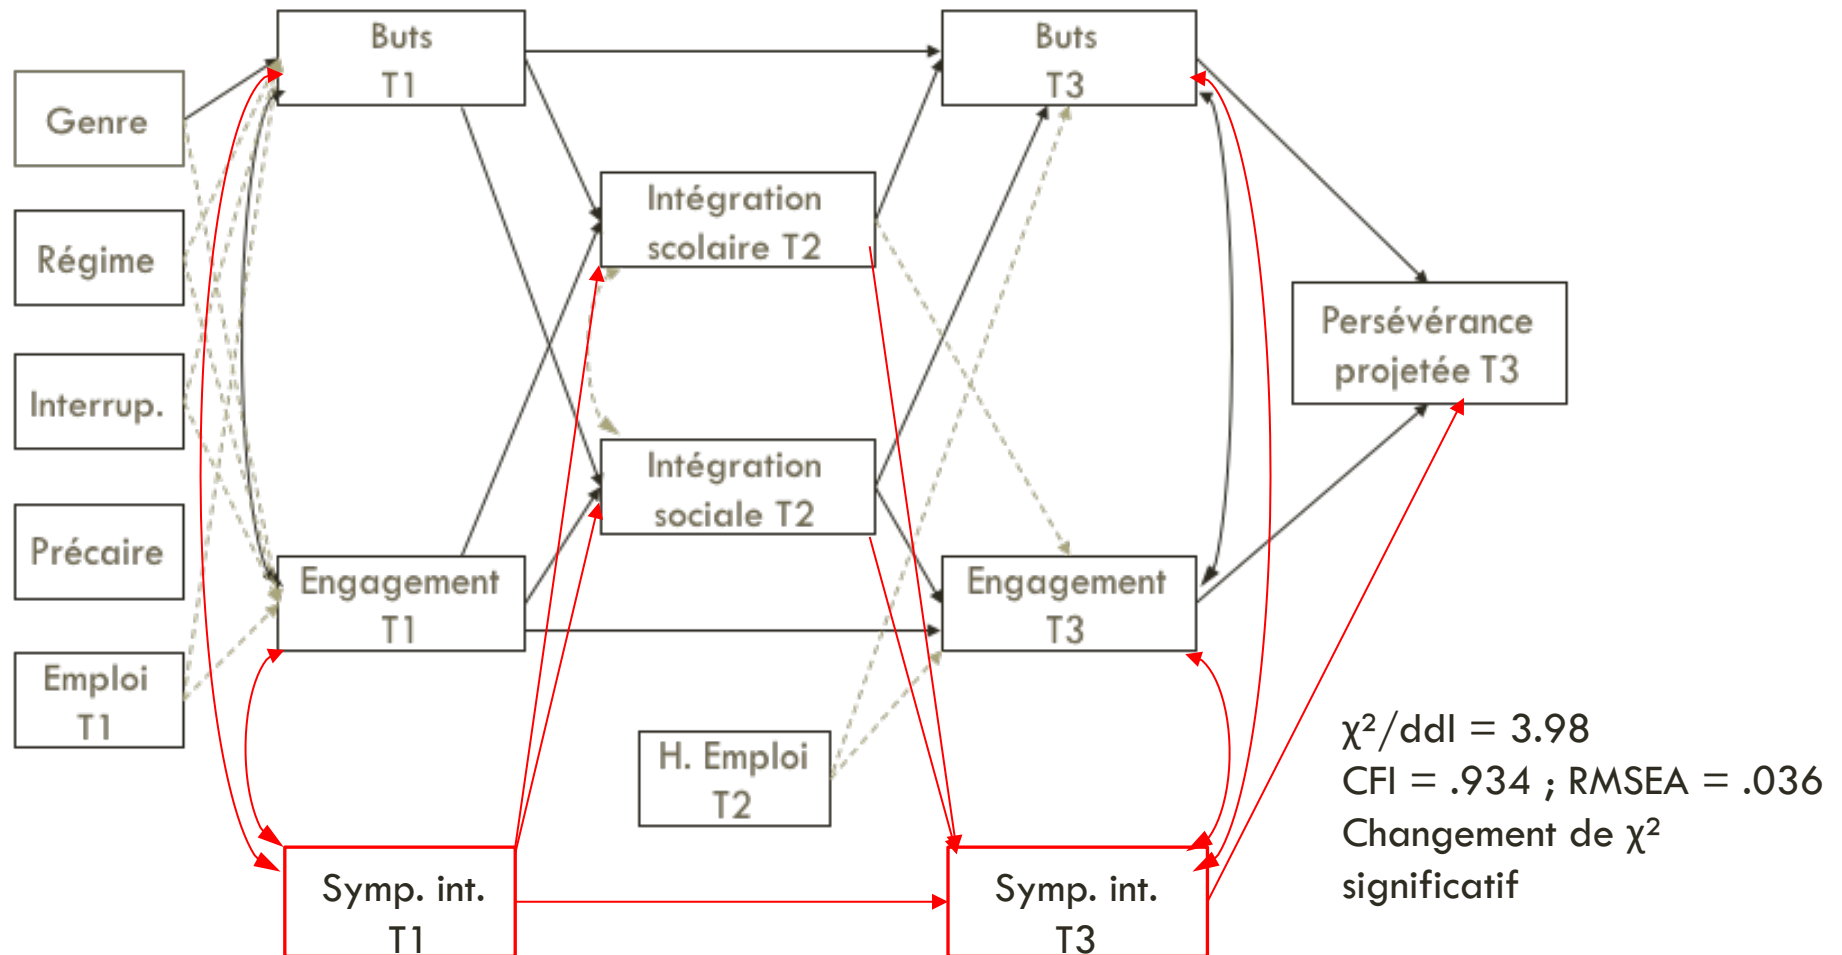 Buts
T1
Buts
T3
Genre
Intégration
scolaire T2
Régime
Persévérance
projetée T3
Interrup.
Intégration
sociale T2
Précaire
Engagement
T1
Engagement
T3
Emploi
T1
H. Emploi
T2
χ²/ddl = 3.98
CFI = .934 ; RMSEA = .036
Changement de χ²
significatif
Symp. int.
T1
Symp. int.
T3